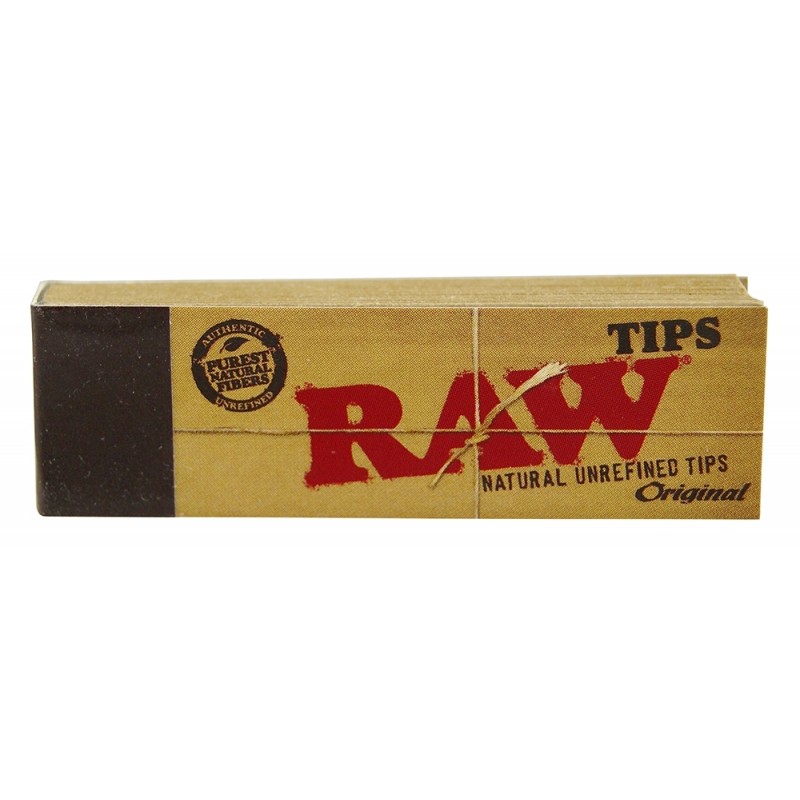 AUTHENTIC
PUREST
NATURAL
FIBERS
UNREFINED
TIPS
RAW®
NATURAL UNREFINED TIPS
Original